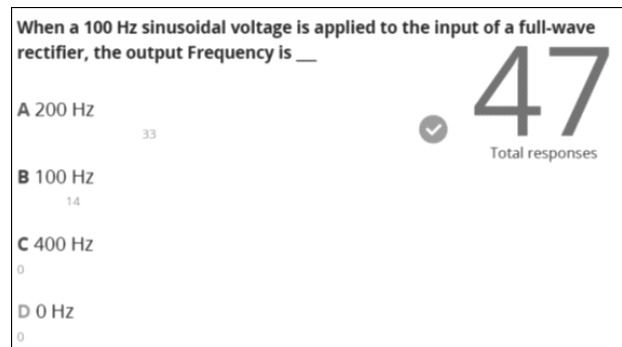 When a 100 Hz sinusoidal voltage is applied to the input of a full-wave
rectifier, the output Frequency is __
47
Total responses
A 200 Hz
33
B 100 Hz
14
C 400 Hz
0
D 0 Hz
0